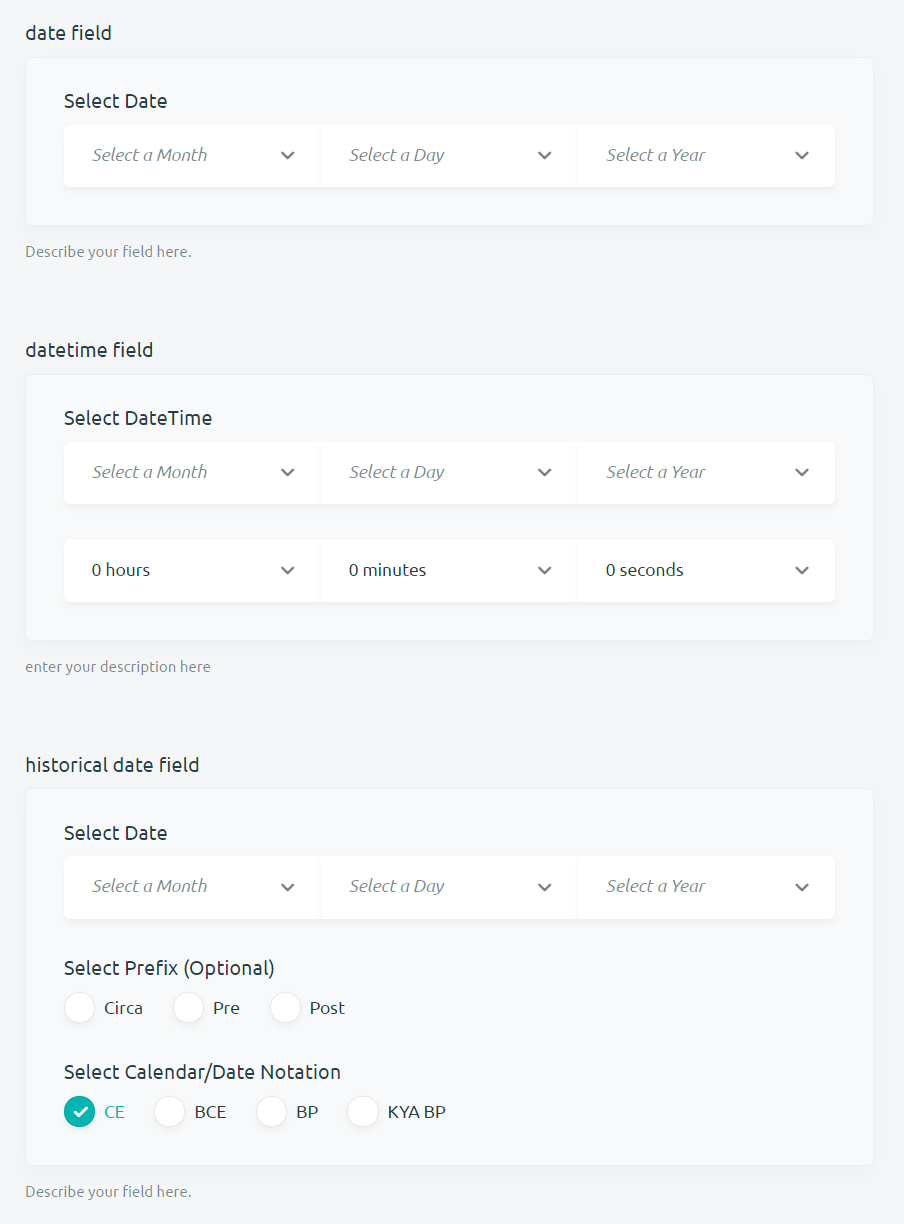 date field
Select Date
Select a Month Select a Day Select a Year
Describe your field here.
datetime field
Select DateTime
Select a Month Select a Day Select a Year
0 hours 0 minutes 0 seconds
enter your description here
historical date field
Select Date
Select a Month Select a Day Select a Year
Select Prefix (Optional)
Circa Pre Post
Select Calendar/Date Notation
CE BCE BP KYA BP
Describe your field here.